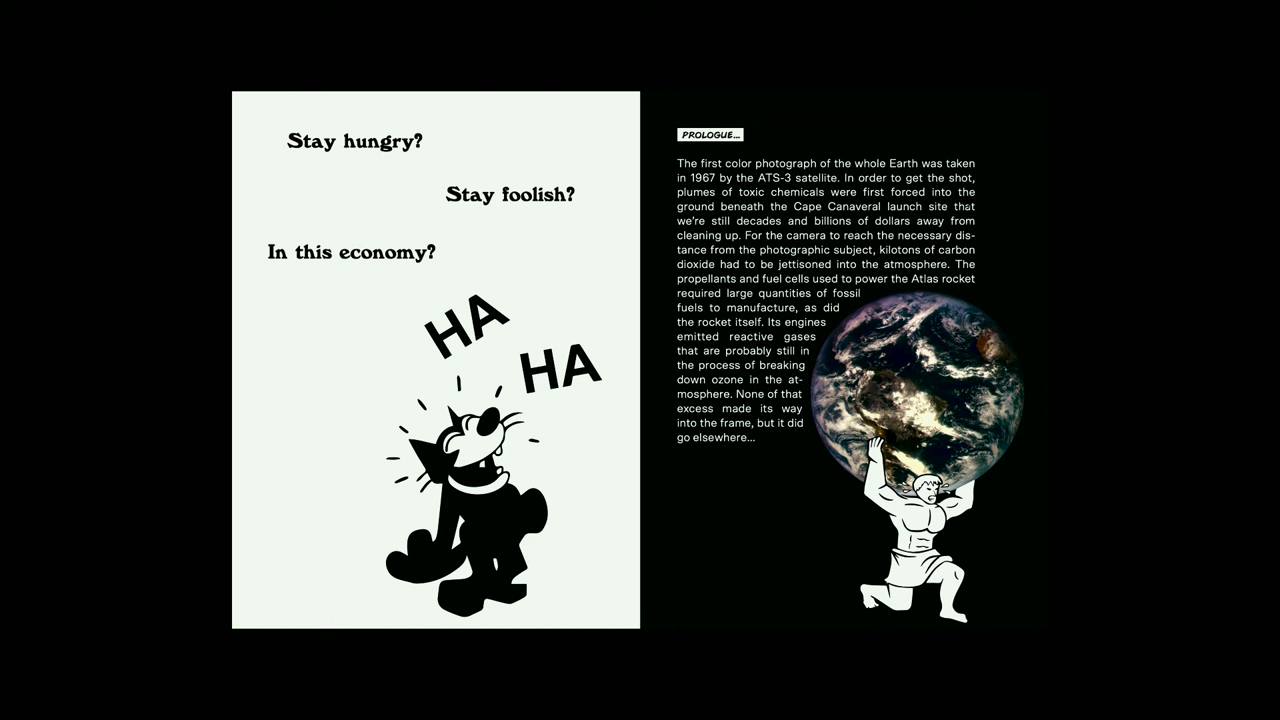 Stay hungry?
Stay foolish?
In this economy?
HA
HA
PROLOGUE...
The first color photograph of the whole Earth was taken
in 1967 by the ATS-3 satellite. In order to get the shot,
plumes of toxic chemicals were first forced into the
ground beneath the Cape Canaveral launch site that
we're still decades and billions of dollars away from
cleaning up. For the camera to reach the necessary dis-
tance from the photographic subject, kilotons of carbon
dioxide had to be jettisoned into the atmosphere. The
propellants and fuel cells used to power the Atlas rocket
required large quantities of fossil
fuels to manufacture, as did
the rocket itself. Its engines
emitted reactive gases
that are probably still in
the process of breaking
down ozone in the at-
mosphere. None of that
excess made its way
into the frame, but it did
go elsewhere...